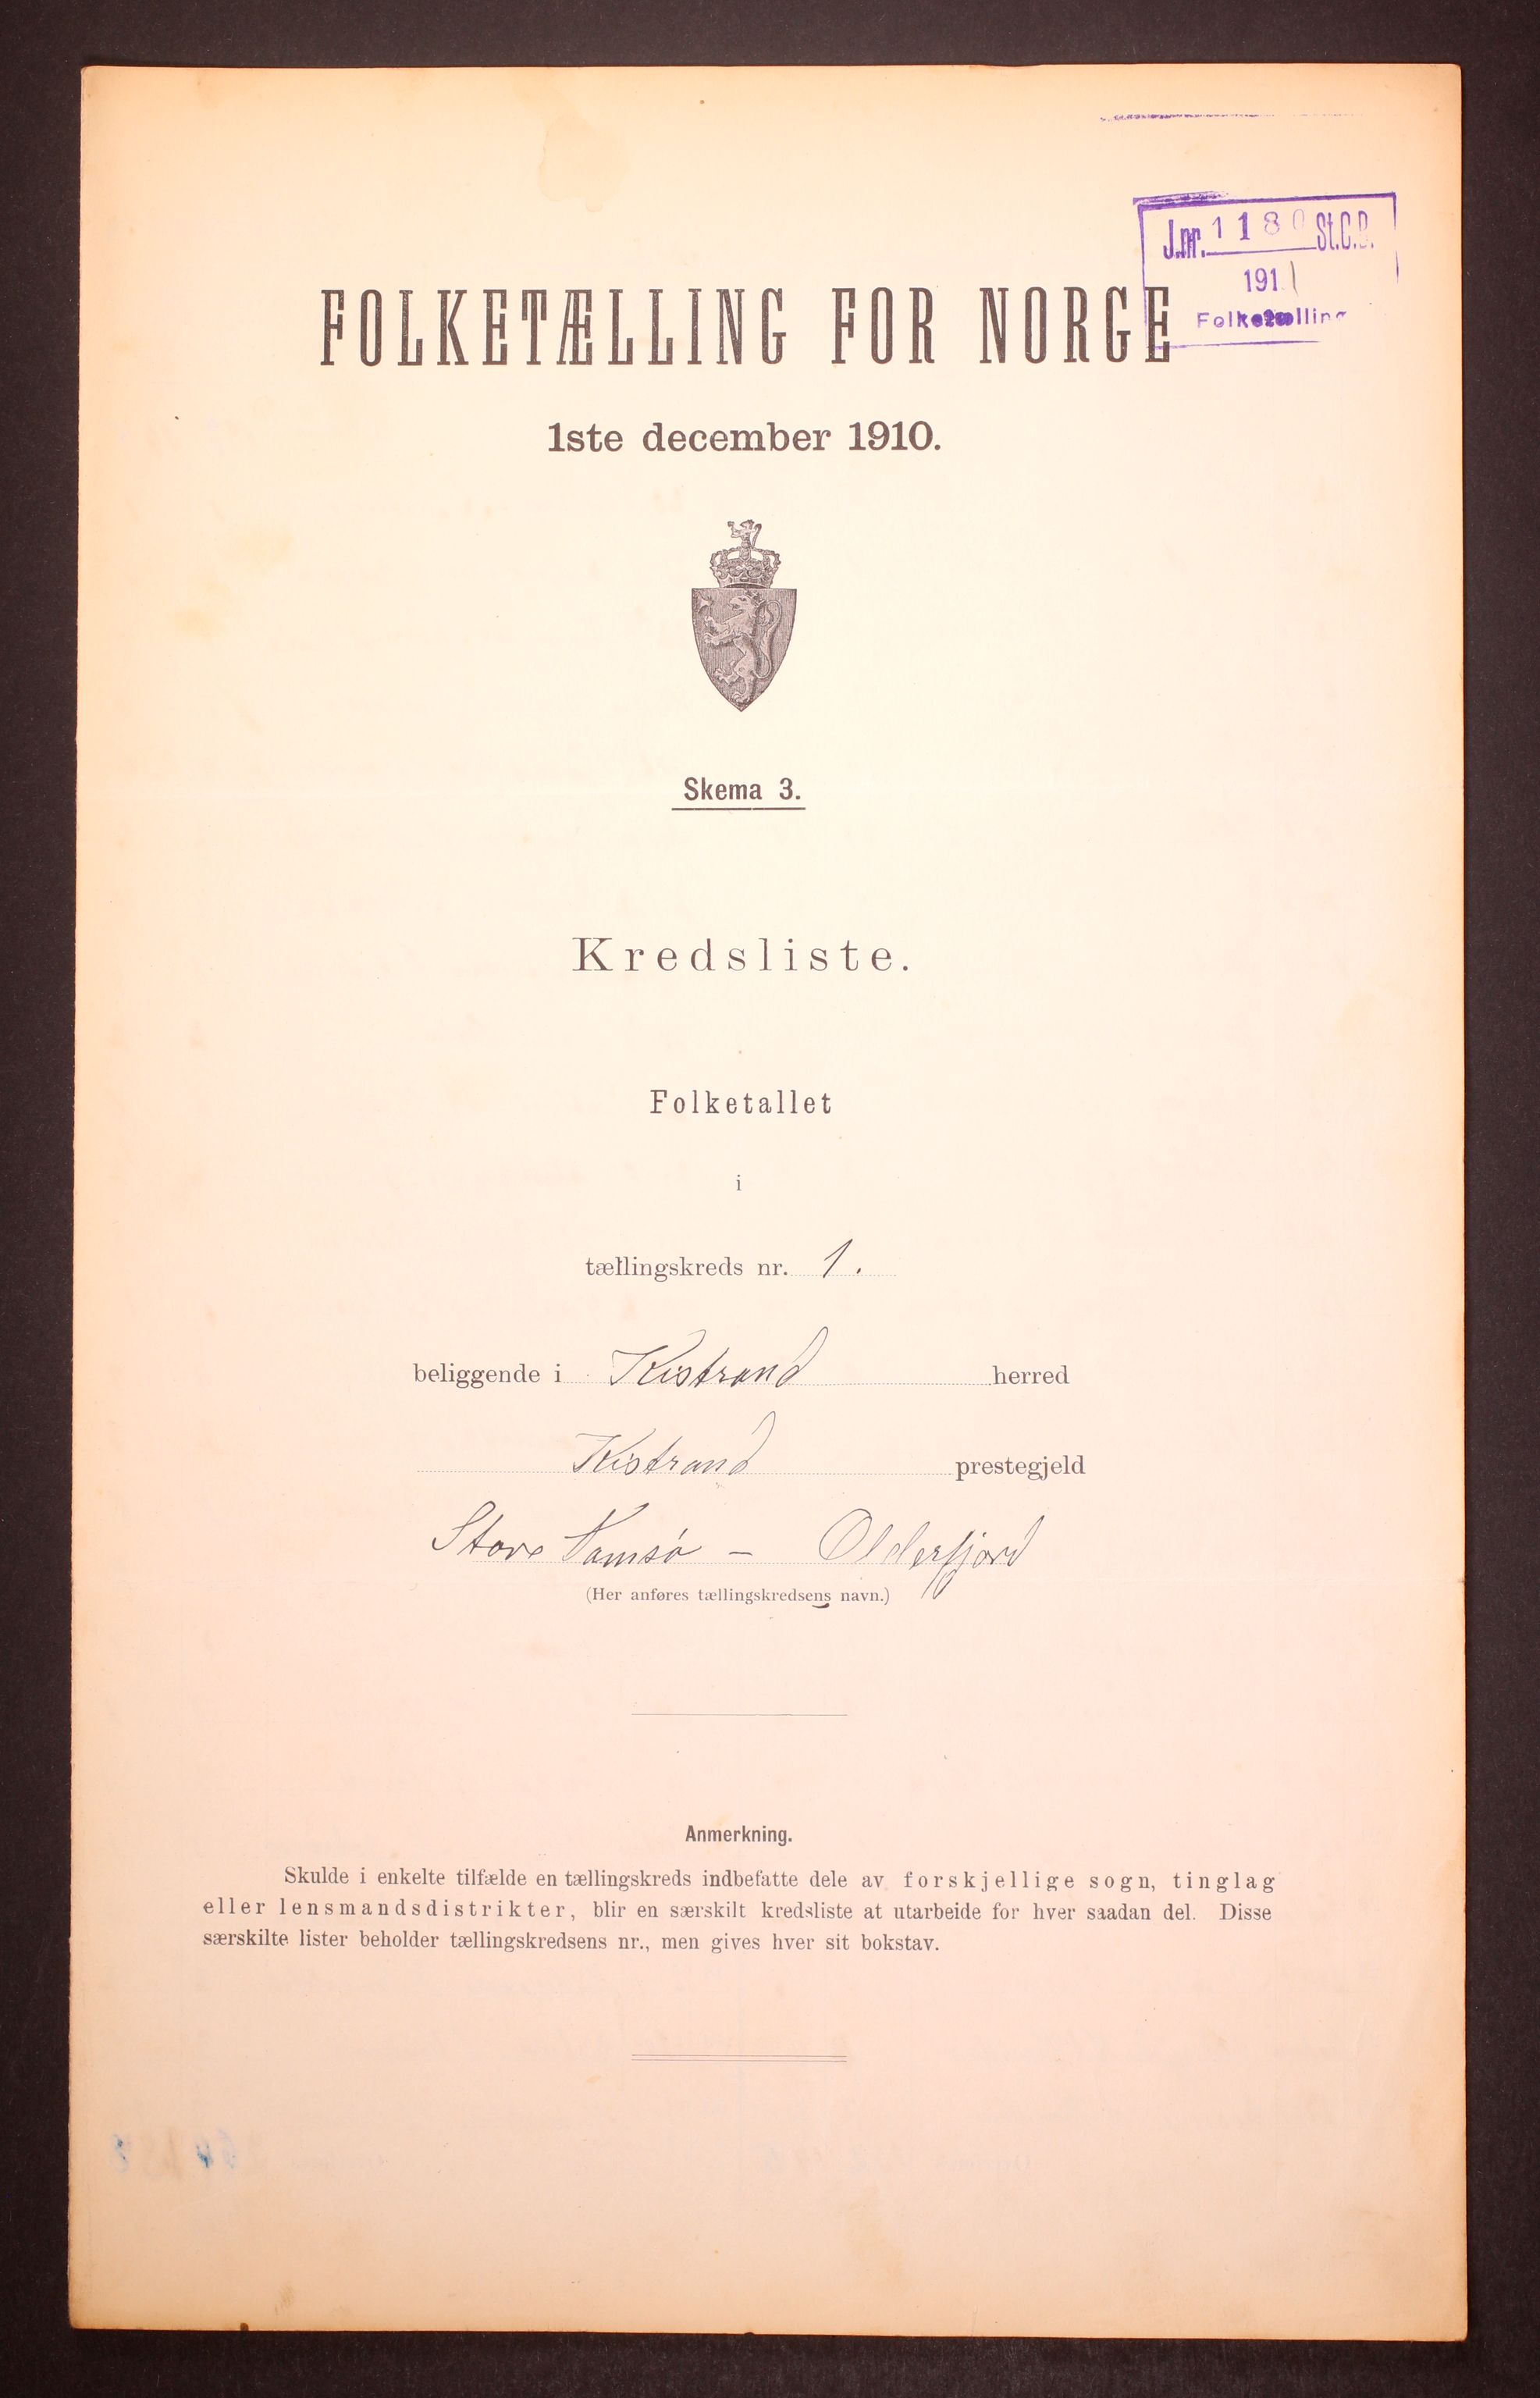 J.nr. 1180 St.C.B.
1911
Folketælling
FOLKETÆLLING FOR NORGE
1ste december 1910.
Skema 3.
Kredsliste.
Folketallet
i
tællingskreds nr. 1.
beliggende i Kistrand herred
Kistrand prestegjeld
Store Tamsø - Olderfjord
(Her anføres tællingskredsens navn.)
Anmerkning.
Skulde i enkelte tilfælde en tællingskreds indbefatte dele av forskjellige sogn, tinglag
eller lensmandsdistrikter, blir en særskilt kredsliste at utarbeide for hver saadan del. Disse
særskilte lister beholder tællingskredsens nr., men gives hver sit bokstav.